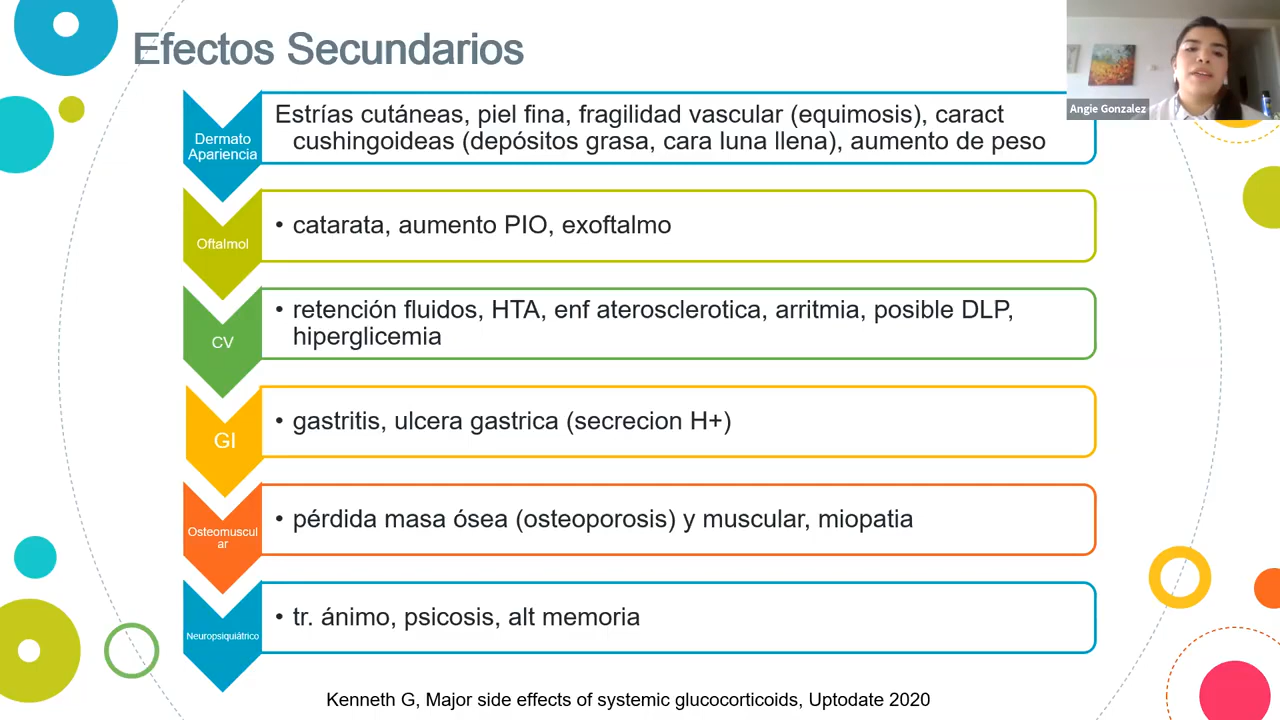 Efectos Secundarios
Angie Gonzalez
Dermato
Apariencia
Estrías cutáneas, piel fina, fragilidad vascular (equimosis), caract
cushingoideas (depósitos grasa, cara luna llena), aumento de peso
Oftalmol
• catarata, aumento PIO, exoftalmo
CV
• retención fluidos, HTA, enf aterosclerotica, arritmia, posible DLP,
hiperglicemia
GI
• gastritis, ulcera gastrica (secrecion H+)
Osteomuscul
ar
• pérdida masa ósea (osteoporosis) y muscular, miopatia
Neuropsiquiátrico
• tr. ánimo, psicosis, alt memoria
Kenneth G, Major side effects of systemic glucocorticoids, Uptodate 2020